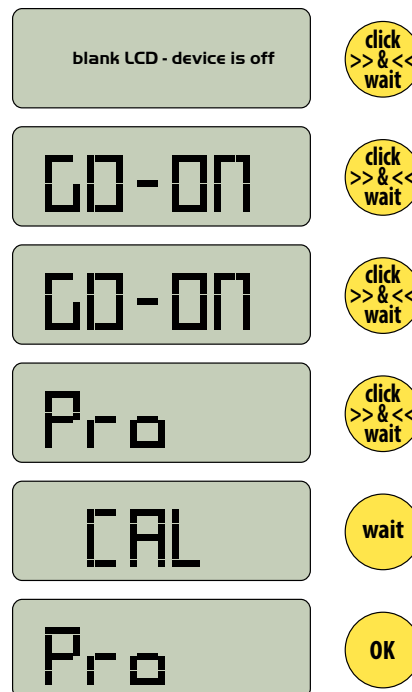 blank LCD - device is off
click
>> & <<
wait
GO-ON
click
>> & <<
wait
GO-ON
click
>> & <<
wait
Pro
click
>> & <<
wait
CAL
wait
Pro
OK